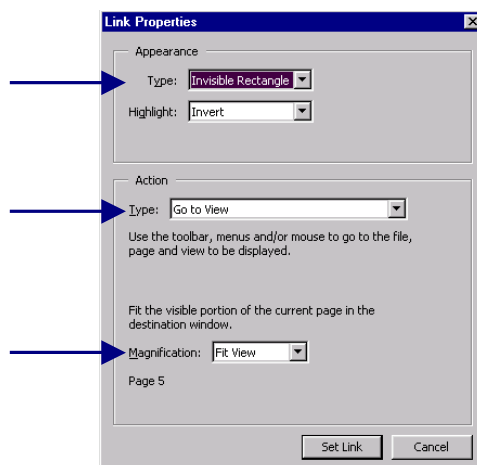 Link Properties
Appearance
Type: Invisible Rectangle
Highlight: Invert
Action
Type: Go to View
Use the toolbar, menus and/or mouse to go to the file,
page and view to be displayed.
Fit the visible portion of the current page in the
destination window.
Magnification: Fit View
Page 5
Set Link Cancel